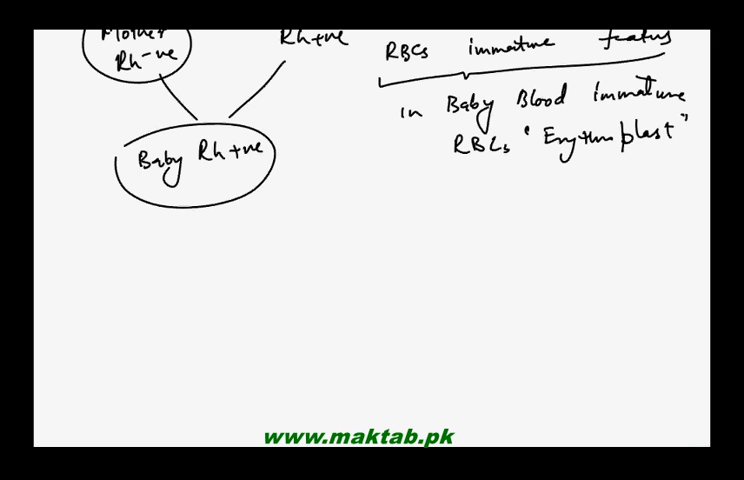 Mother
Rh-ve
Rh+ve
RBCs immature featus
in Baby Blood immature
RBCs "Erythroblast"
Baby Rh+ve
www.maktab.pk